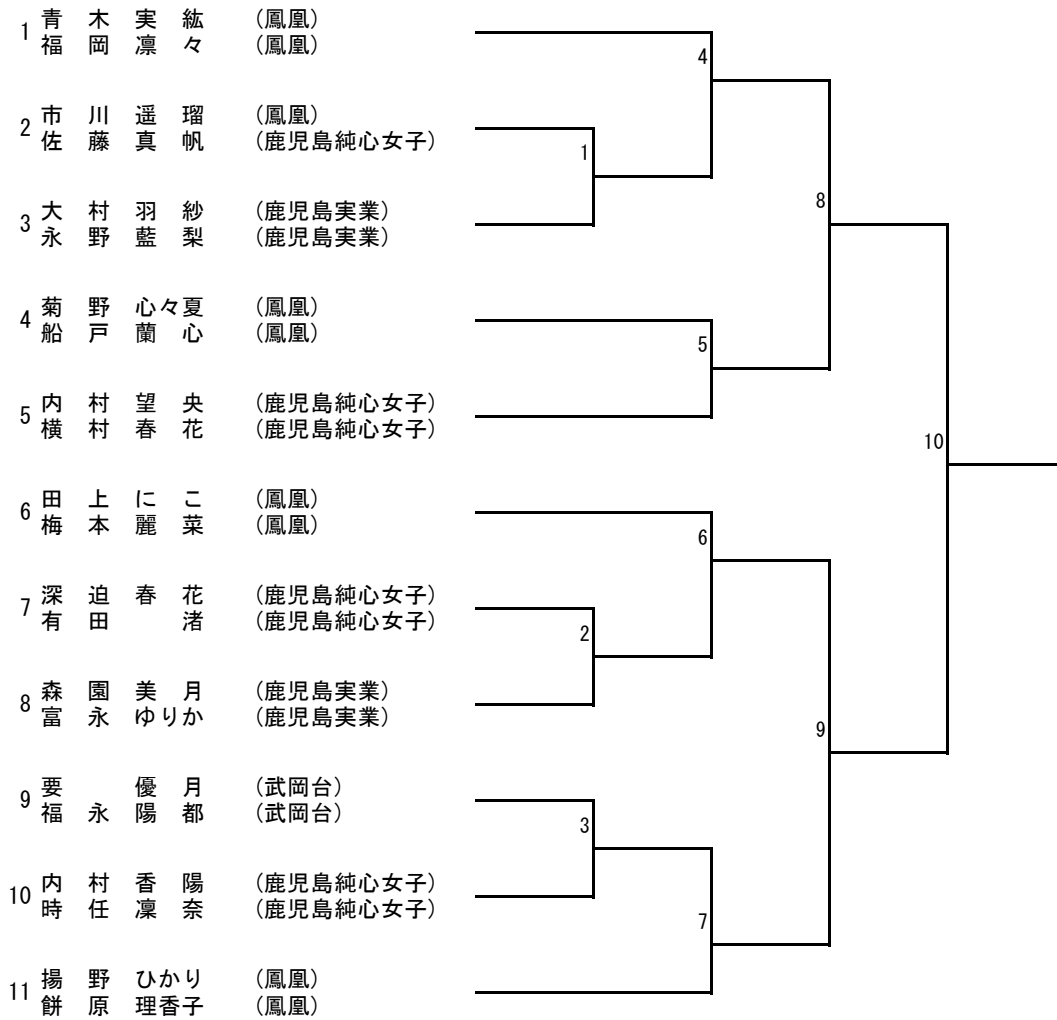 青 木 実 紘 (鳳凰)
1
福 岡 凛 々 (鳳凰)
4
市 川 遥 瑠 (鳳凰)
2
佐 藤 真 帆 (鹿児島純心女子)
1
大 村 羽 紗 (鹿児島実業)
3
永 野 藍 梨 (鹿児島実業)
8
菊 野 心々夏 (鳳凰)
4
船 戸 蘭 心 (鳳凰)
5
内 村 望 央 (鹿児島純心女子)
5
横 村 春 花 (鹿児島純心女子)
10
田 上 に こ (鳳凰)
6
梅 本 麗 菜 (鳳凰)
6
深 迫 春 花 (鹿児島純心女子)
7
有 田 渚 (鹿児島純心女子)
2
森 園 美 月 (鹿児島実業)
8
富 永 ゆりか (鹿児島実業)
9
要 優 月 (武岡台)
9
福 永 陽 都 (武岡台)
3
内 村 香 陽 (鹿児島純心女子)
10
時 任 凜 奈 (鹿児島純心女子)
7
揚 野 ひかり (鳳凰)
11
餅 原 理香子 (鳳凰)